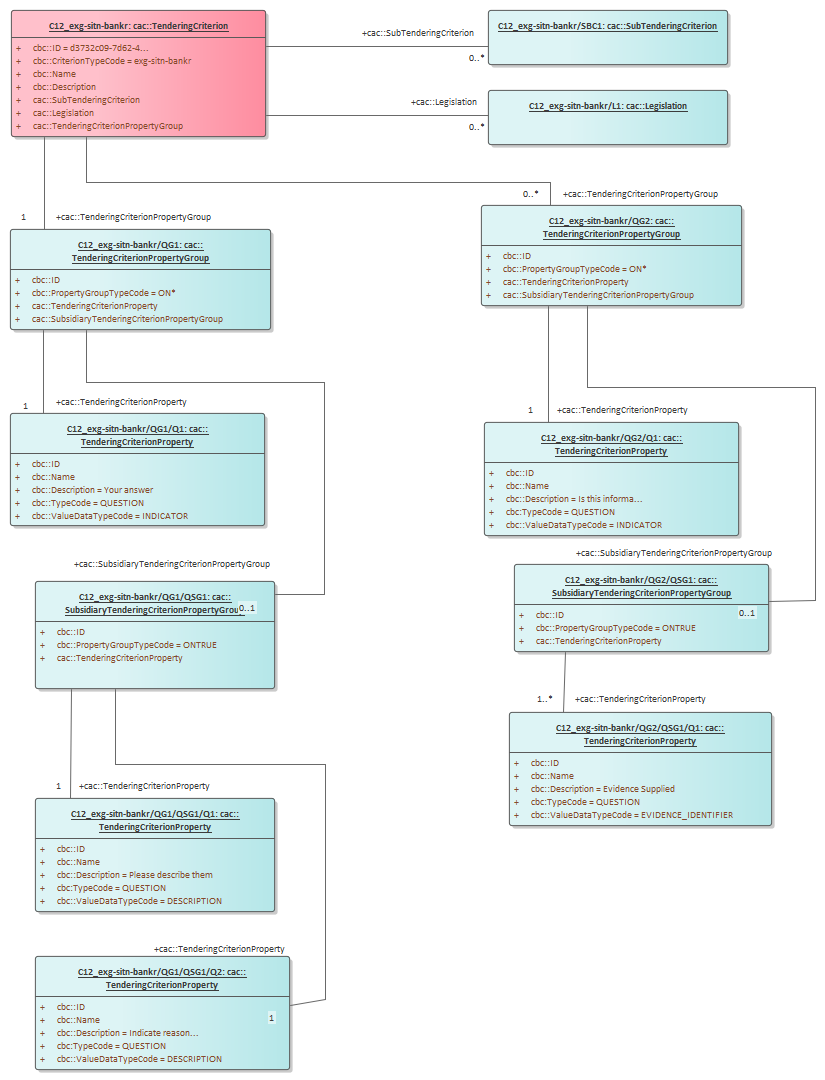 C12_exg-sitn-bankr: cac::TenderingCriterion
+ cbc::ID = d3732c09-7d62-4...
+ cbc::CriterionTypeCode = exg-sitn-bankr
+ cbc::Name
+ cbc::Description
+ cac::SubTenderingCriterion
+ cac::Legislation
+ cac::TenderingCriterionPropertyGroup
+cac::SubTenderingCriterion
0..*
C12_exg-sitn-bankr/SBC1: cac::SubTenderingCriterion
+cac::Legislation
0..*
C12_exg-sitn-bankr/L1: cac::Legislation
1
+cac::TenderingCriterionPropertyGroup
C12_exg-sitn-bankr/QG1: cac::
TenderingCriterionPropertyGroup
+ cbc::ID
+ cbc::PropertyGroupTypeCode = ON*
+ cac::TenderingCriterionProperty
+ cac::SubsidiaryTenderingCriterionPropertyGroup
0..*
+cac::TenderingCriterionPropertyGroup
C12_exg-sitn-bankr/QG2: cac::
TenderingCriterionPropertyGroup
+ cbc::ID
+ cbc::PropertyGroupTypeCode = ON*
+ cac::TenderingCriterionProperty
+ cac::SubsidiaryTenderingCriterionPropertyGroup
1
+cac::TenderingCriterionProperty
C12_exg-sitn-bankr/QG1/Q1: cac::
TenderingCriterionProperty
+ cbc::ID
+ cbc::Name
+ cbc::Description = Your answer
+ cbc::TypeCode = QUESTION
+ cbc::ValueDataTypeCode = INDICATOR
1
+cac::TenderingCriterionProperty
C12_exg-sitn-bankr/QG2/Q1: cac::
TenderingCriterionProperty
+ cbc::ID
+ cbc::Name
+ cbc::Description = Is this informa...
+ cbc:TypeCode = QUESTION
+ cbc::ValueDataTypeCode = INDICATOR
+cac::SubsidiaryTenderingCriterionPropertyGroup
C12_exg-sitn-bankr/QG1/QSG1: cac::
SubsidiaryTenderingCriterionPropertyGrou
0..1
+ cbc::ID
+ cbc::PropertyGroupTypeCode = ONTRUE
+ cac::TenderingCriterionProperty
+cac::SubsidiaryTenderingCriterionPropertyGroup
C12_exg-sitn-bankr/QG2/QSG1: cac::
SubsidiaryTenderingCriterionPropertyGroup
0..1
+ cbc::ID
+ cbc::PropertyGroupTypeCode = ONTRUE
+ cac::TenderingCriterionProperty
1..*
+cac::TenderingCriterionProperty
C12_exg-sitn-bankr/QG2/QSG1/Q1: cac::
TenderingCriterionProperty
+ cbc::ID
+ cbc::Name
+ cbc::Description = Evidence Supplied
+ cbc:TypeCode = QUESTION
+ cbc::ValueDataTypeCode = EVIDENCE_IDENTIFIER
1
+cac::TenderingCriterionProperty
C12_exg-sitn-bankr/QG1/QSG1/Q1: cac::
TenderingCriterionProperty
+ cbc::ID
+ cbc::Name
+ cbc::Description = Please describe them
+ cbc:TypeCode = QUESTION
+ cbc::ValueDataTypeCode = DESCRIPTION
+cac::TenderingCriterionProperty
C12_exg-sitn-bankr/QG1/QSG1/Q2: cac::
TenderingCriterionProperty
+ cbc::ID
+ cbc::Name
1
+ cbc::Description = Indicate reason...
+ cbc:TypeCode = QUESTION
+ cbc::ValueDataTypeCode = DESCRIPTION